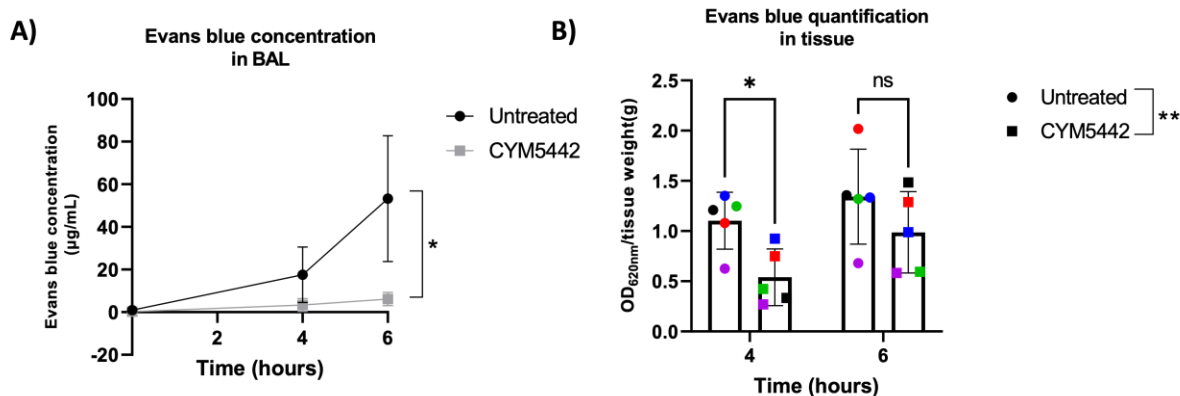 A)
Evans blue concentration
in BAL
Evans blue concentration
(µg/mL)
100
80
60
40
20
0
-20
2
4
6
Time (hours)
Untreated
CYM5442
*
B)
Evans blue quantification
in tissue
OD620nm/tissue weight(g)
2.5
2.0
1.5
1.0
0.5
0.0
*
ns
4
6
Time (hours)
Untreated
CYM5442
**